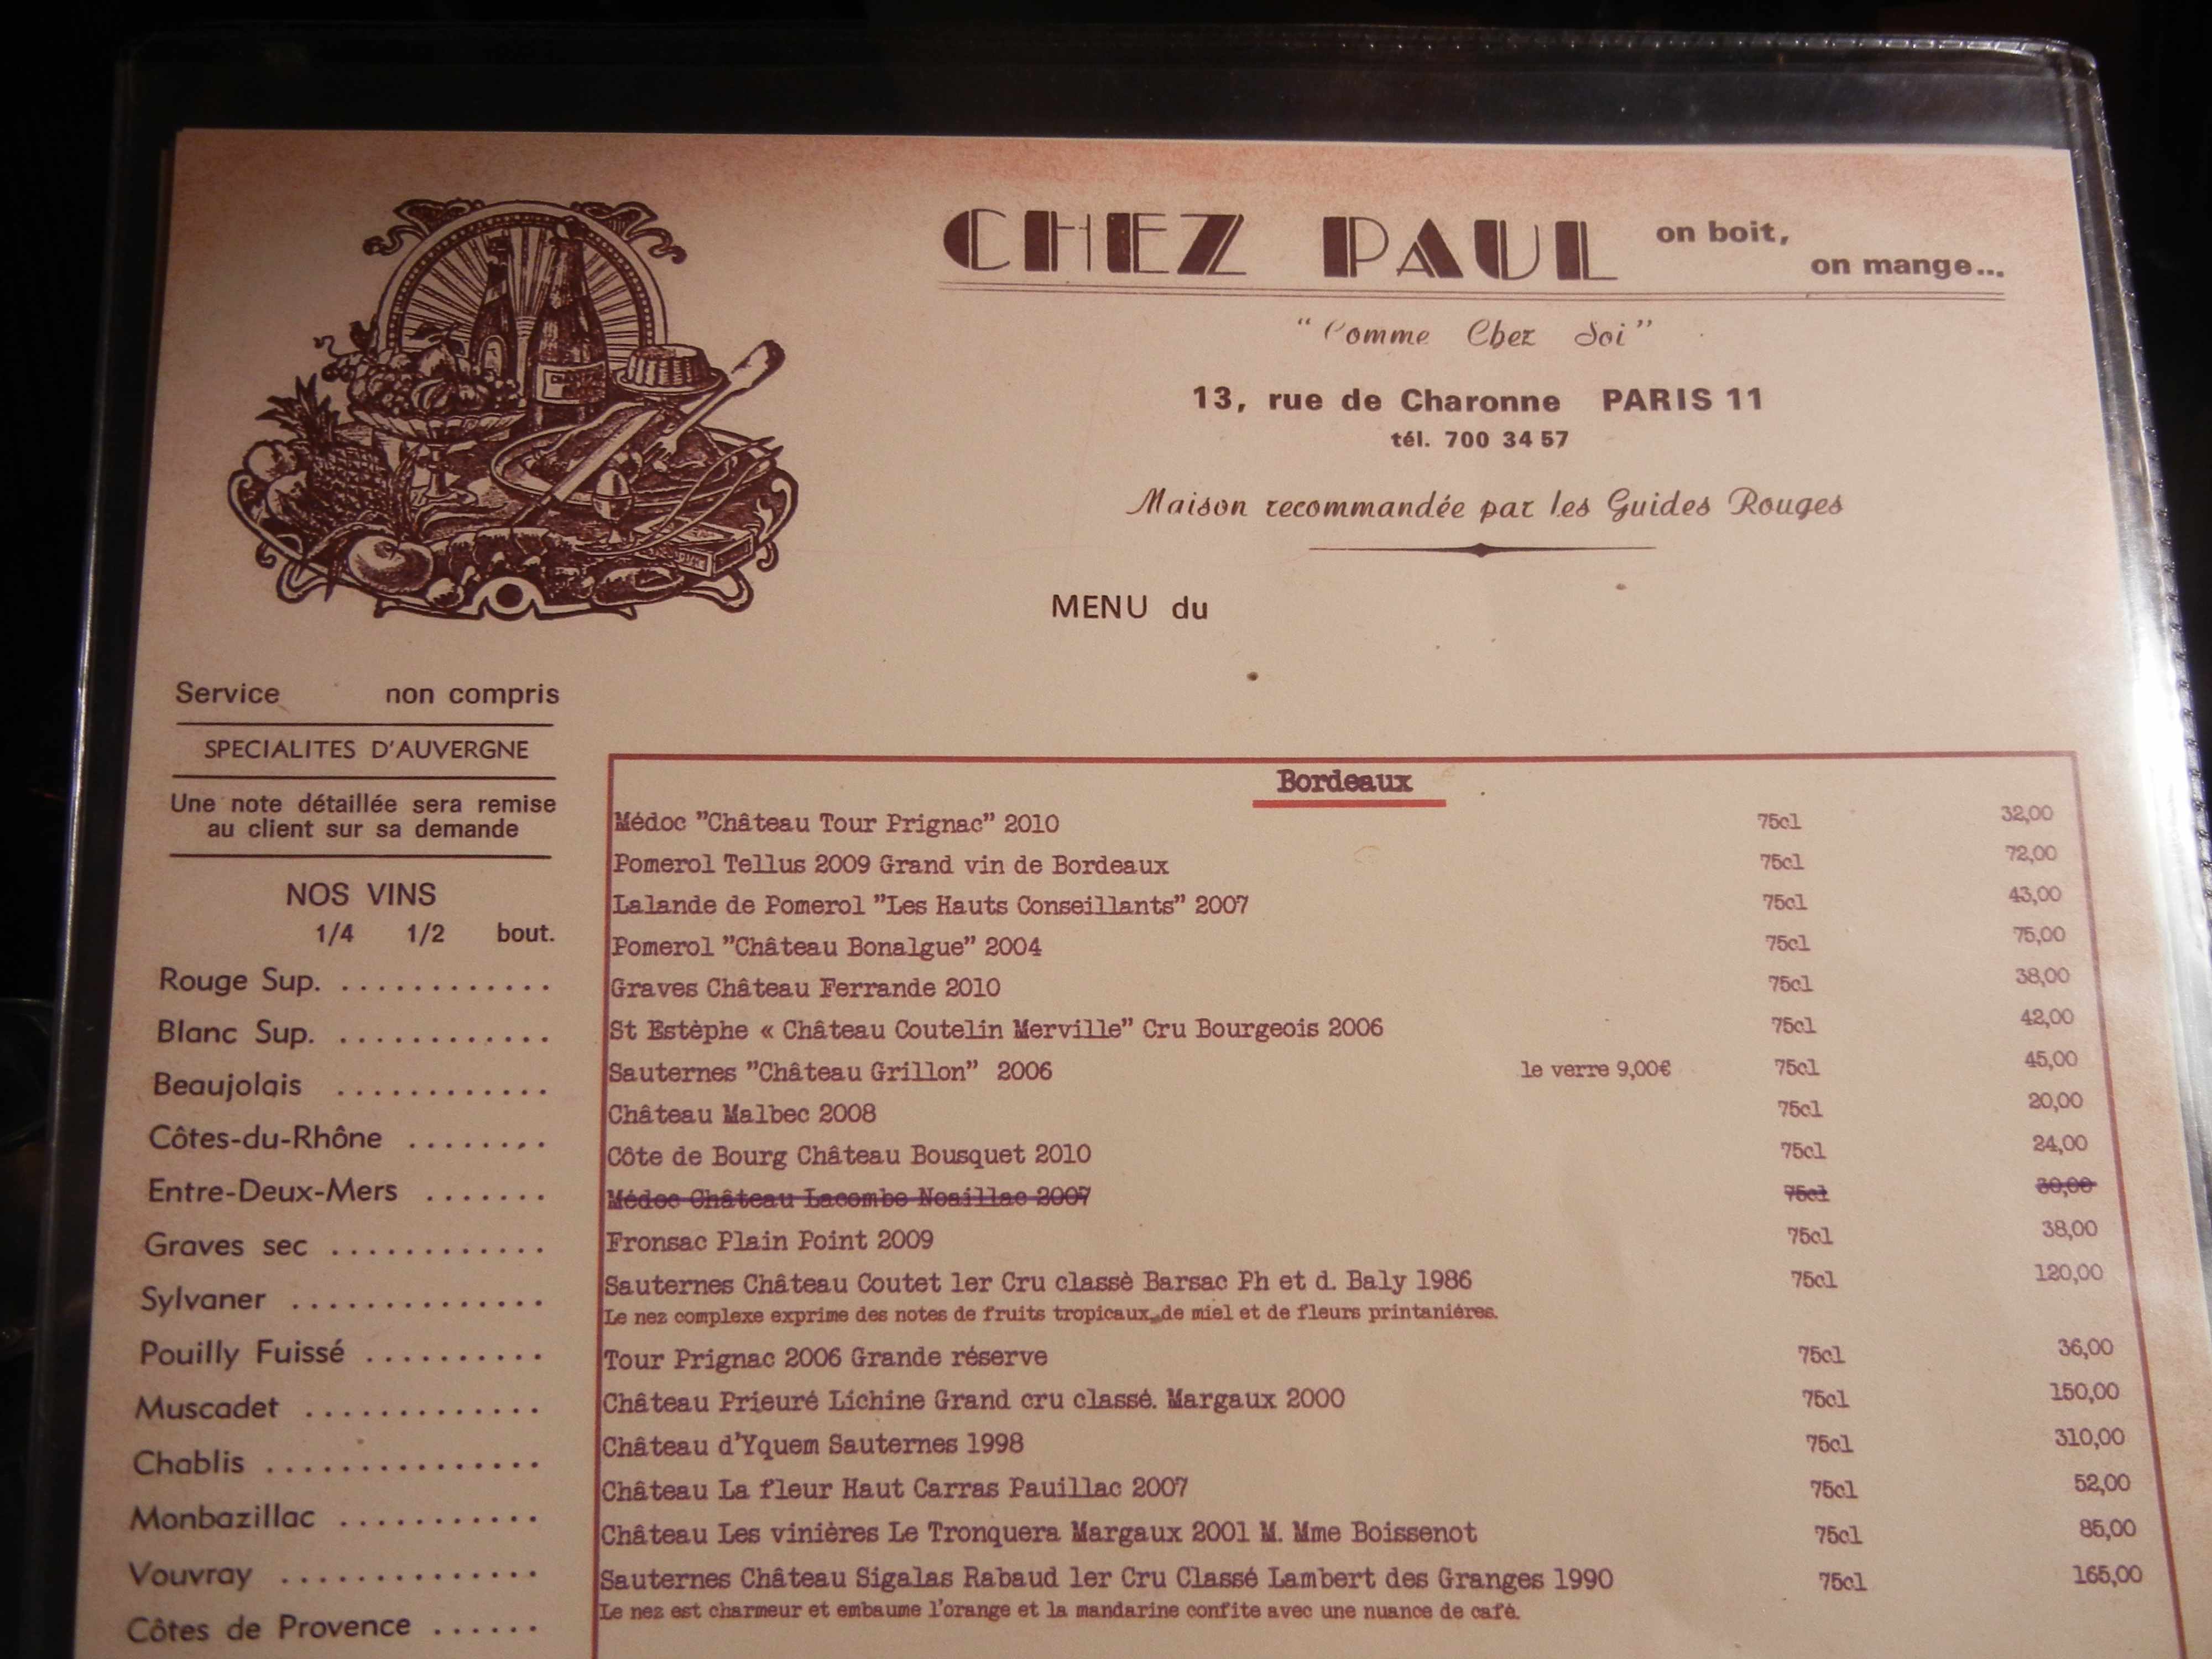 CHEZ PAUL on boit,
on mange...
"Comme Chez Soi"
13, rue de Charonne PARIS 11
tél. 700 34 57
Maison recommandée par les Guides Rouges
MENU du
Service non compris
SPECIALITES D'AUVERGNE
Une note détaillée sera remise
au client sur sa demande
NOS VINS
1/4 1/2 bout.
Rouge Sup. ............
Blanc Sup. ............
Beaujolais ............
Côtes-du-Rhône ........
Entre-Deux-Mers .......
Graves sec ............
Sylvaner ..............
Pouilly Fuissé ..........
Muscadet .............
Chablis ...............
Monbazillac ...........
Vouvray ..............
Côtes de Provence ......
Bordeaux
Médoc "Château Tour Prignac" 2010 75cl 32,00
Pomerol Tellus 2009 Grand vin de Bordeaux 75cl 72,00
Lalande de Pomerol "Les Hauts Conseillants" 2007 75cl 43,00
Pomerol "Château Bonalgue" 2004 75cl 75,00
Graves Château Ferrande 2010 75cl 38,00
St Estèphe « Château Coutelin Merville" Cru Bourgeois 2006 75cl 42,00
Sauternes "Château Grillon" 2006 le verre 9,00€ 75cl 45,00
Château Malbec 2008 75cl 20,00
Côte de Bourg Château Bousquet 2010 75cl 24,00
Médoc Château Lacombe Noaillac 2007 75cl 30,00
Fronsac Plain Point 2009 75cl 38,00
Sauternes Château Coutet 1er Cru classè Barsac Ph et d. Baly 1986 75cl 120,00
Le nez complexe exprime des notes de fruits tropicaux, de miel et de fleurs printanières.
Tour Prignac 2006 Grande réserve 75cl 36,00
Château Prieuré Lichine Grand cru classé. Margaux 2000 75cl 150,00
Château d'Yquem Sauternes 1998 75cl 310,00
Château La fleur Haut Carras Pauillac 2007 75cl 52,00
Château Les vinières Le Tronquera Margaux 2001 M. Mme Boissenot 75cl 85,00
Sauternes Château Sigalas Rabaud 1er Cru Classé Lambert des Granges 1990 75cl 165,00
Le nez est charmeur et embaume l'orange et la mandarine confite avec une nuance de café.